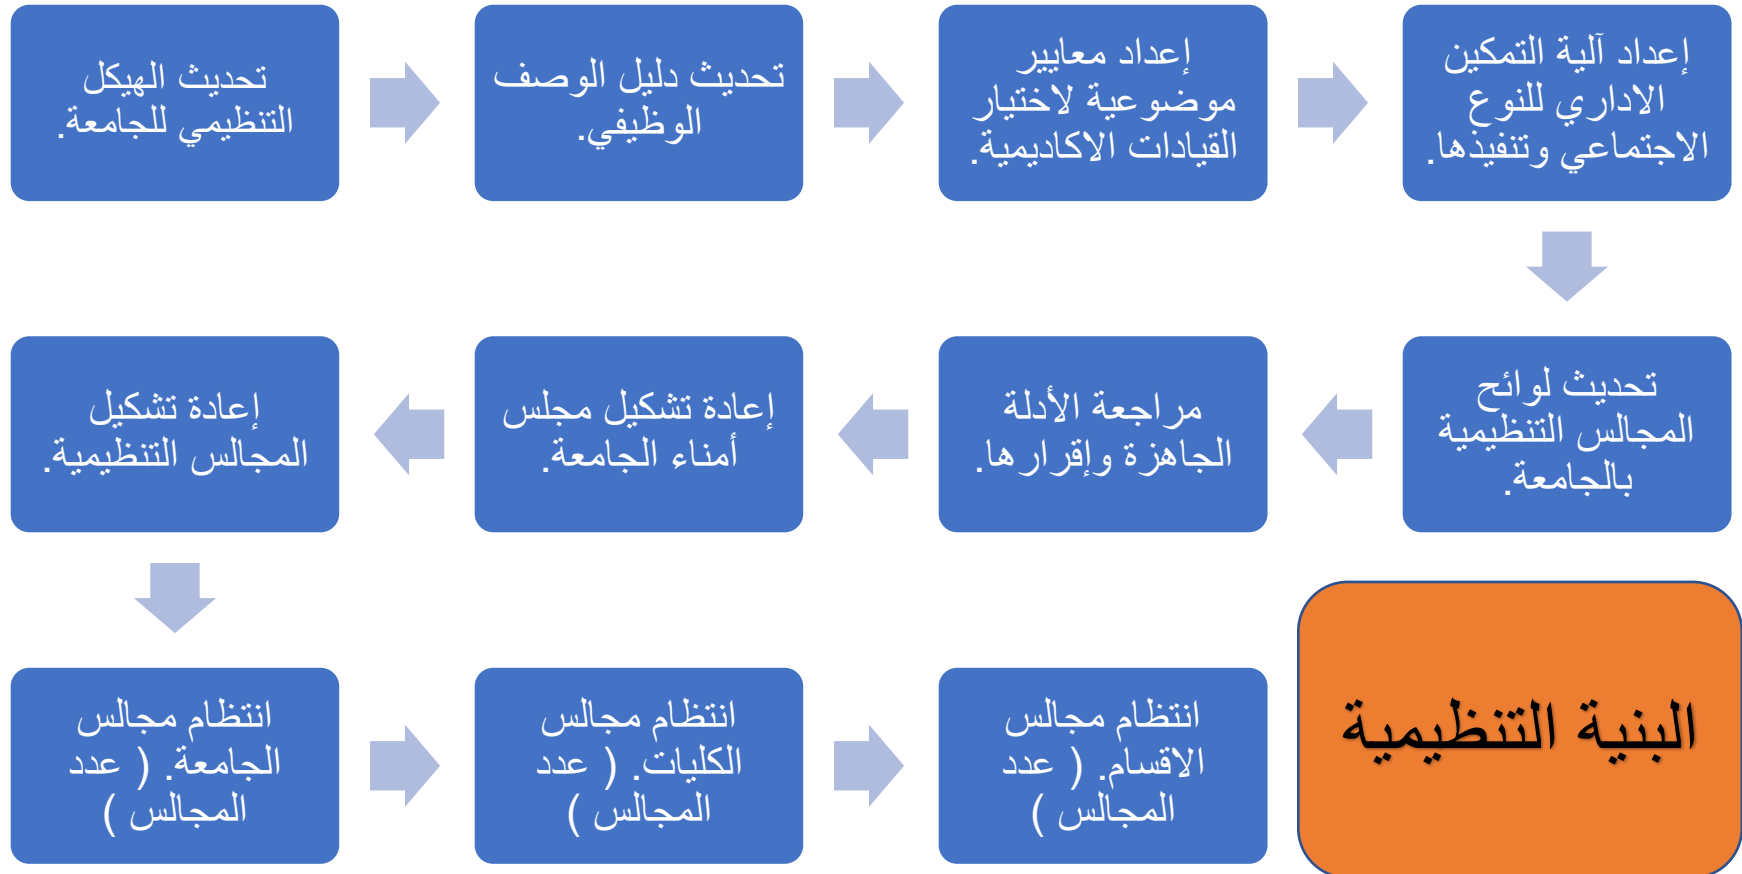 تحديث الهيكل
التنظيمي للجامعة.
تحديث دليل الوصف
الوظيفي.
إعداد معايير
موضوعية لاختيار
القيادات الاكاديمية.
إعداد آلية التمكين
الاداري للنوع
الاجتماعي وتنفيذها.
تحديث لوائح
المجالس التنظيمية
بالجامعة.
مراجعة الأدلة
الجاهزة وإقرارها.
إعادة تشكيل مجلس
أمناء الجامعة.
إعادة تشكيل
المجالس التنظيمية.
انتظام مجالس
الجامعة. ( عدد
المجالس )
انتظام مجالس
الكليات. ( عدد
المجالس )
انتظام مجالس
الاقسام. ( عدد
المجالس )
البنية التنظيمية